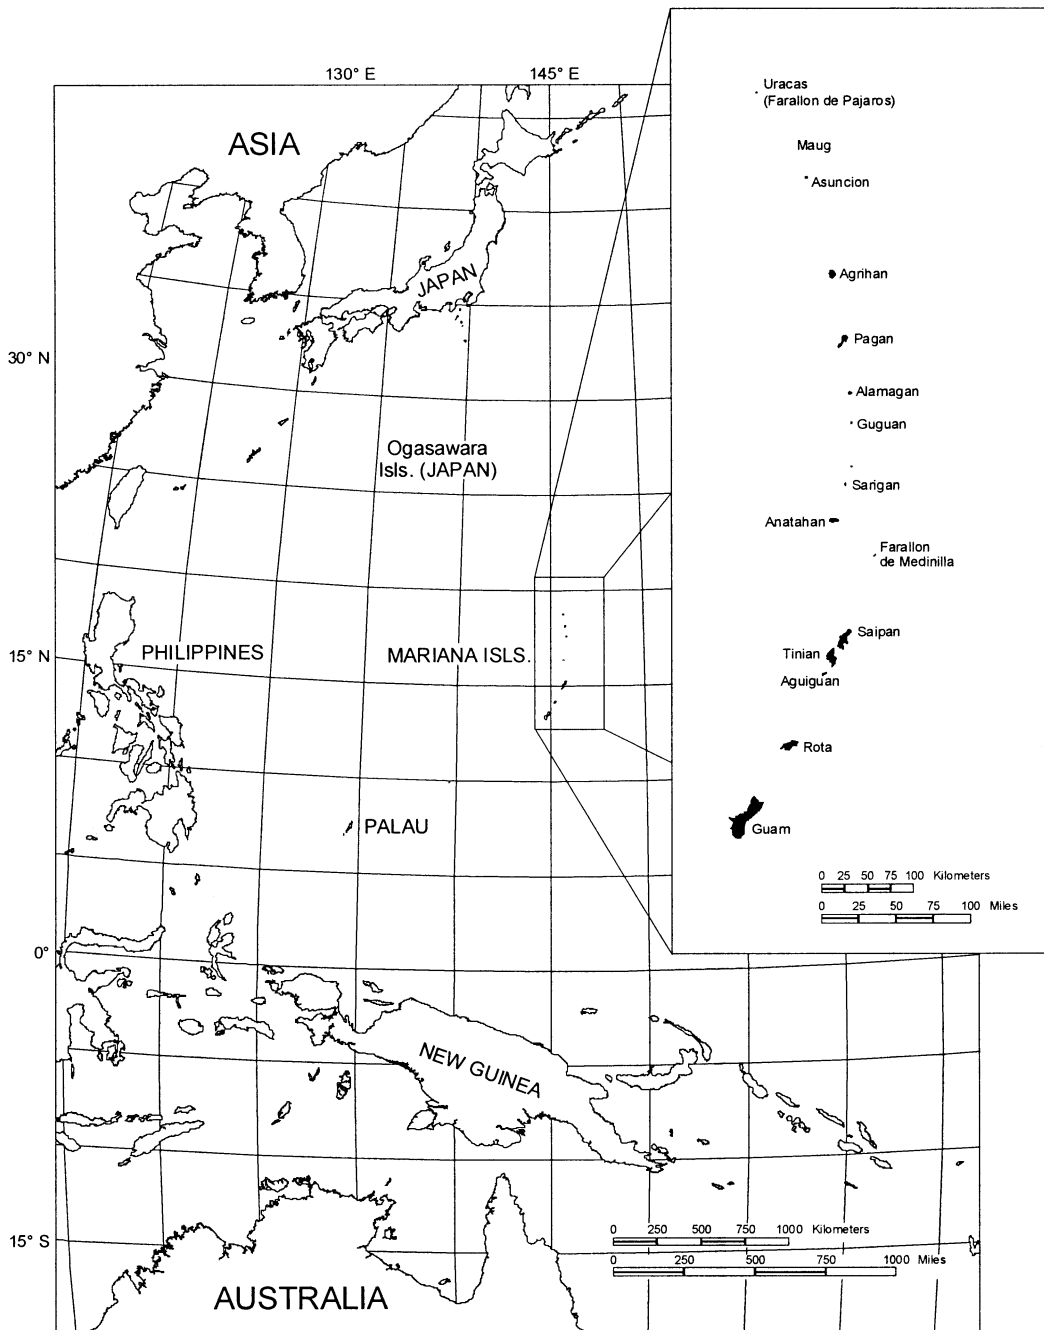 130° E
145° E
Uracas
(Farallon de Pajaros)
ASIA
Maug
Asuncion
JAPAN
Agrihan
30° N
Pagan
Alamagan
Guguan
Ogasawara
Isls. (JAPAN)
Sarigan
Anatahan
Farallon
de Medinilla
15° N
PHILIPPINES
MARIANA ISLS.
Saipan
Tinian
Aguiguan
Rota
PALAU
Guam
0 25 50 75 100 Kilometers
0 25 50 75 100 Miles
0°
NEW GUINEA
15° S
0 250 500 750 1000 Kilometers
0 250 500 750 1000 Miles
AUSTRALIA